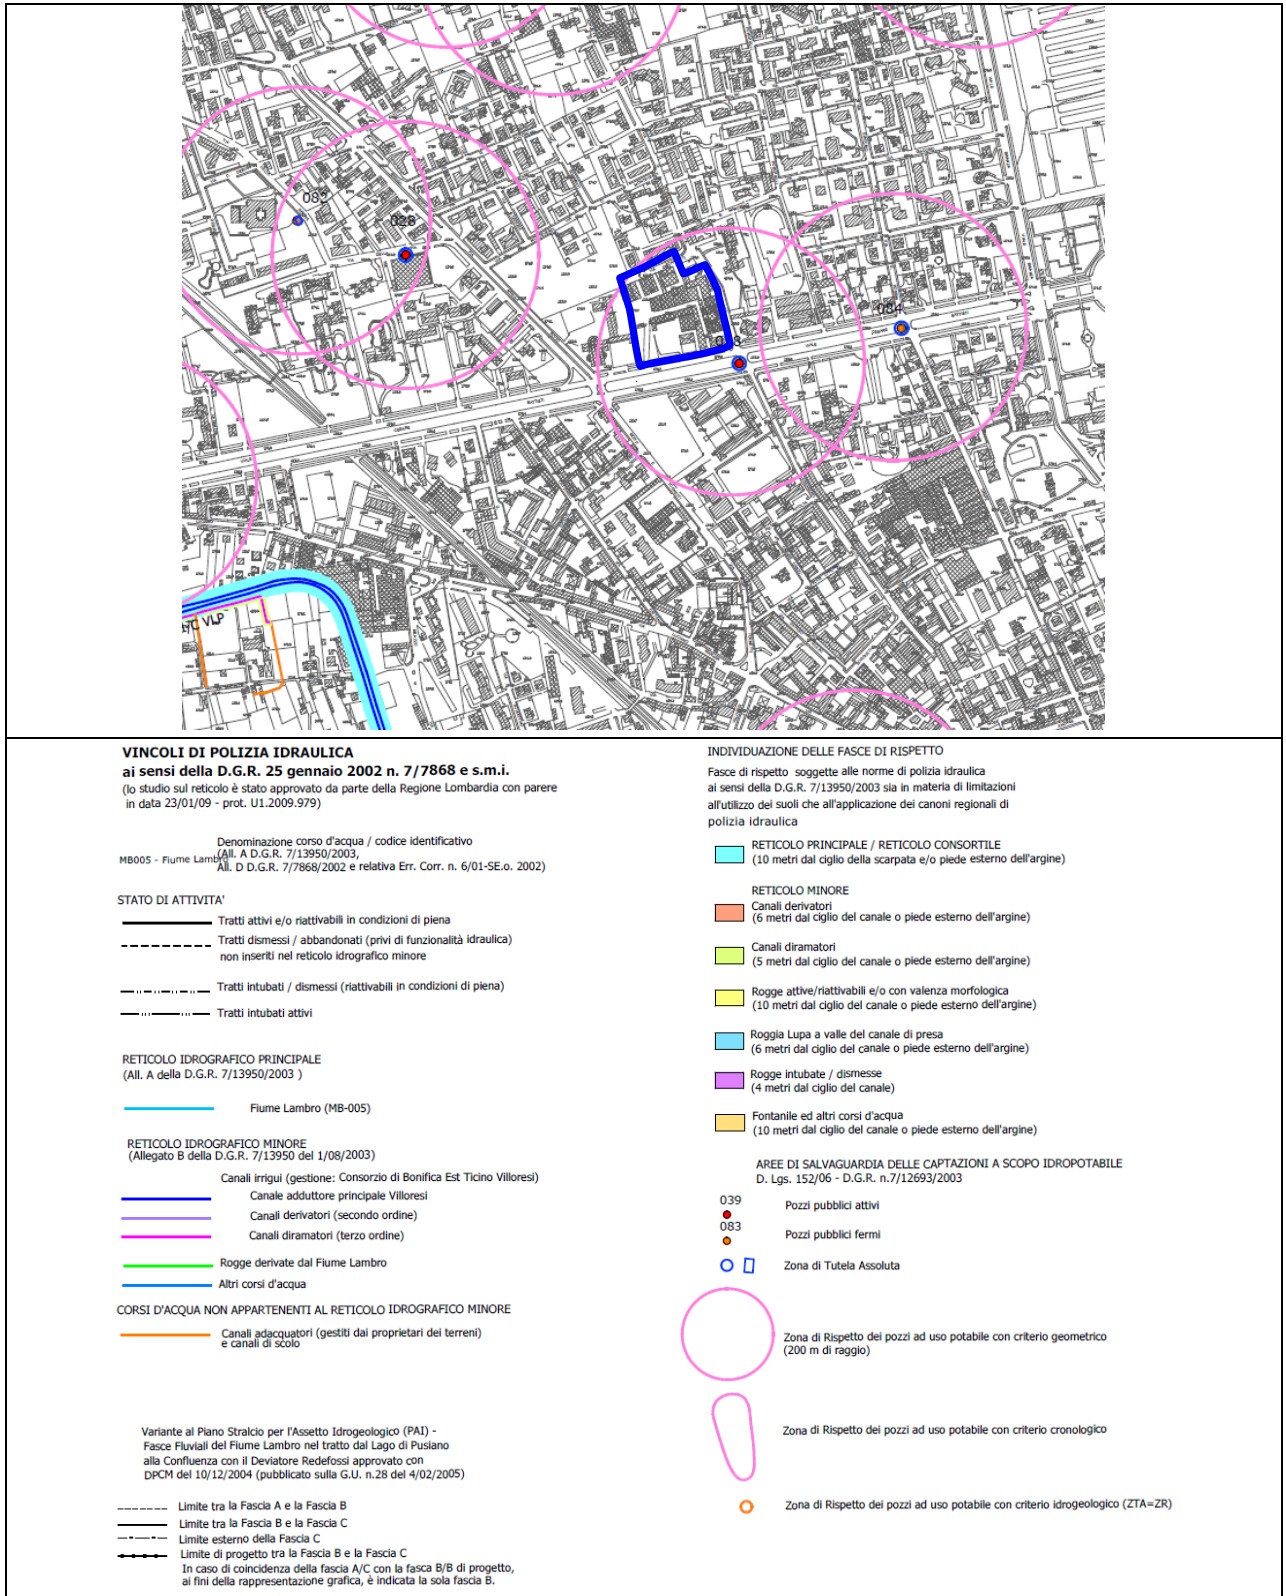 082
028
084
I/C VLP
VINCOLI DI POLIZIA IDRAULICA
ai sensi della D.G.R. 25 gennaio 2002 n. 7/7868 e s.m.i.
(lo studio sul reticolo è stato approvato da parte della Regione Lombardia con parere
in data 23/01/09 - prot. U1.2009.979)
Denominazione corso d'acqua / codice identificativo
MB005 - Fiume Lambro
(All. A D.G.R. 7/13950/2003,
All. D D.G.R. 7/7868/2002 e relativa Err. Corr. n. 6/01-SE.o. 2002)
STATO DI ATTIVITA'
Tratti attivi e/o riattivabili in condizioni di piena
Tratti dismessi / abbandonati (privi di funzionalità idraulica)
non inseriti nel reticolo idrografico minore
Tratti intubati / dismessi (riattivabili in condizioni di piena)
Tratti intubati attivi
RETICOLO IDROGRAFICO PRINCIPALE
(All. A della D.G.R. 7/13950/2003 )
Fiume Lambro (MB-005)
RETICOLO IDROGRAFICO MINORE
(Allegato B della D.G.R. 7/13950 del 1/08/2003)
Canali irrigui (gestione: Consorzio di Bonifica Est Ticino Villoresi)
Canale adduttore principale Villoresi
Canali derivatori (secondo ordine)
Canali diramatori (terzo ordine)
Rogge derivate dal Fiume Lambro
Altri corsi d'acqua
CORSI D'ACQUA NON APPARTENENTI AL RETICOLO IDROGRAFICO MINORE
Canali adacquatori (gestiti dai proprietari dei terreni)
e canali di scolo
Variante al Piano Stralcio per l'Assetto Idrogeologico (PAI) -
Fasce Fluviali del Fiume Lambro nel tratto dal Lago di Pusiano
alla Confluenza con il Deviatore Redefossi approvato con
DPCM del 10/12/2004 (pubblicato sulla G.U. n.28 del 4/02/2005)
Limite tra la Fascia A e la Fascia B
Limite tra la Fascia B e la Fascia C
Limite esterno della Fascia C
Limite di progetto tra la Fascia B e la Fascia C
In caso di coincidenza della fascia A/C con la fasca B/B di progetto,
ai fini della rappresentazione grafica, è indicata la sola fascia B.
INDIVIDUAZIONE DELLE FASCE DI RISPETTO
Fasce di rispetto soggette alle norme di polizia idraulica
ai sensi della D.G.R. 7/13950/2003 sia in materia di limitazioni
all'utilizzo dei suoli che all'applicazione dei canoni regionali di
polizia idraulica
RETICOLO PRINCIPALE / RETICOLO CONSORTILE
(10 metri dal ciglio della scarpata e/o piede esterno dell'argine)
RETICOLO MINORE
Canali derivatori
(6 metri dal ciglio del canale o piede esterno dell'argine)
Canali diramatori
(5 metri dal ciglio del canale o piede esterno dell'argine)
Rogge attive/riattivabili e/o con valenza morfologica
(10 metri dal ciglio del canale o piede esterno dell'argine)
Roggia Lupa a valle del canale di presa
(6 metri dal ciglio del canale o piede esterno dell'argine)
Rogge intubate / dismesse
(4 metri dal ciglio del canale)
Fontanile ed altri corsi d'acqua
(10 metri dal ciglio del canale o piede esterno dell'argine)
AREE DI SALVAGUARDIA DELLE CAPTAZIONI A SCOPO IDROPOTABILE
D. Lgs. 152/06 - D.G.R. n.7/12693/2003
039
Pozzi pubblici attivi
083
Pozzi pubblici fermi
Zona di Tutela Assoluta
Zona di Rispetto dei pozzi ad uso potabile con criterio geometrico
(200 m di raggio)
Zona di Rispetto dei pozzi ad uso potabile con criterio cronologico
Zona di Rispetto dei pozzi ad uso potabile con criterio idrogeologico (ZTA=ZR)